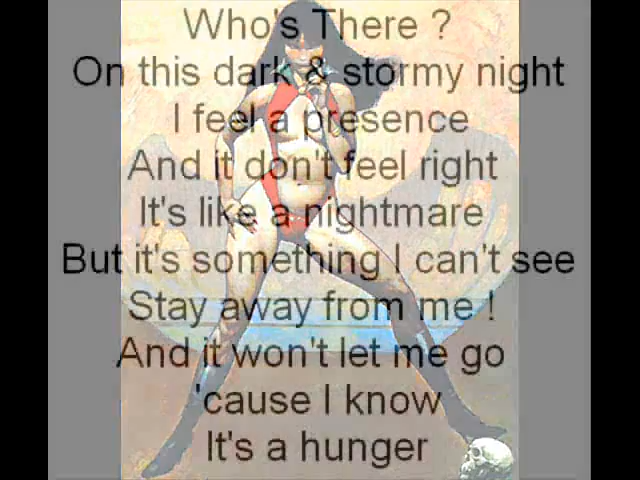 Who's There ?
On this dark & stormy night
I feel a presence
And it don't feel right
It's like a nightmare
But it's something I can't see
Stay away from me !
And it won't let me go
'cause I know
It's a hunger